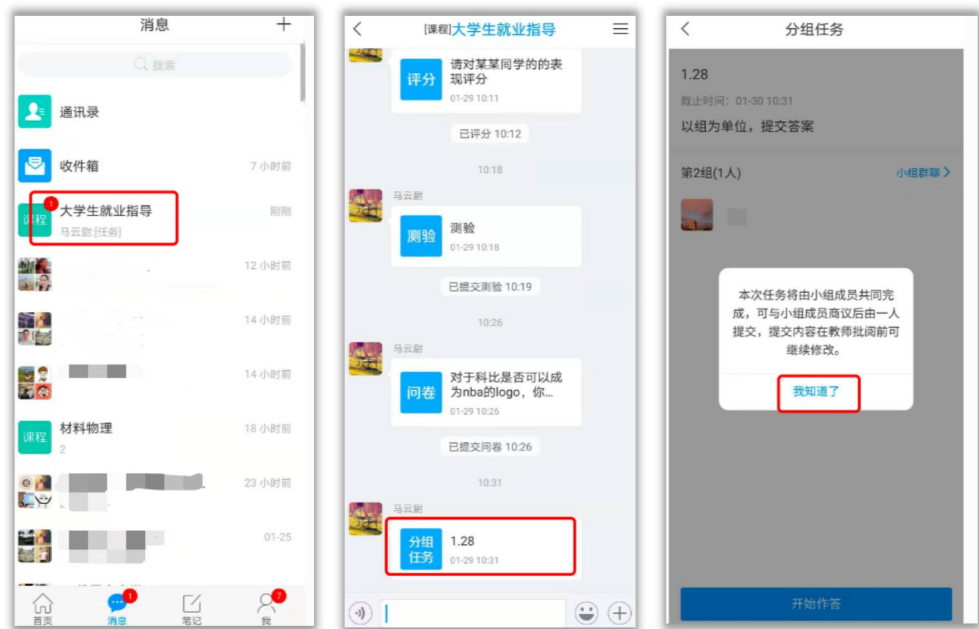 消息
搜索
通讯录
收件箱
7 小时前
1
课程
大学生就业指导
刚刚
马云尉:[任务]
12 小时前
14 小时前
14 小时前
课程
材料物理
18 小时前
2
23 小时前
01-25
1
7
首页
消息
笔记
我
[课程]大学生就业指导
评分
请对某某同学的的表
现评分
01-29 10:11
已评分 10:12
10:18
马云尉
测验
测验
01-29 10:18
已提交测验 10:19
10:26
马云尉
问卷
对于科比是否可以成
为nba的logo，你...
01-29 10:26
已提交问卷 10:26
10:31
马云尉
分组
任务
1.28
01-29 10:31
分组任务
1.28
截止时间：01-30 10:31
以组为单位，提交答案
第2组(1人)
小组群聊
本次任务将由小组成员共同完
成，可与小组成员商议后由一人
提交，提交内容在教师批阅前可
继续修改。
我知道了
开始作答